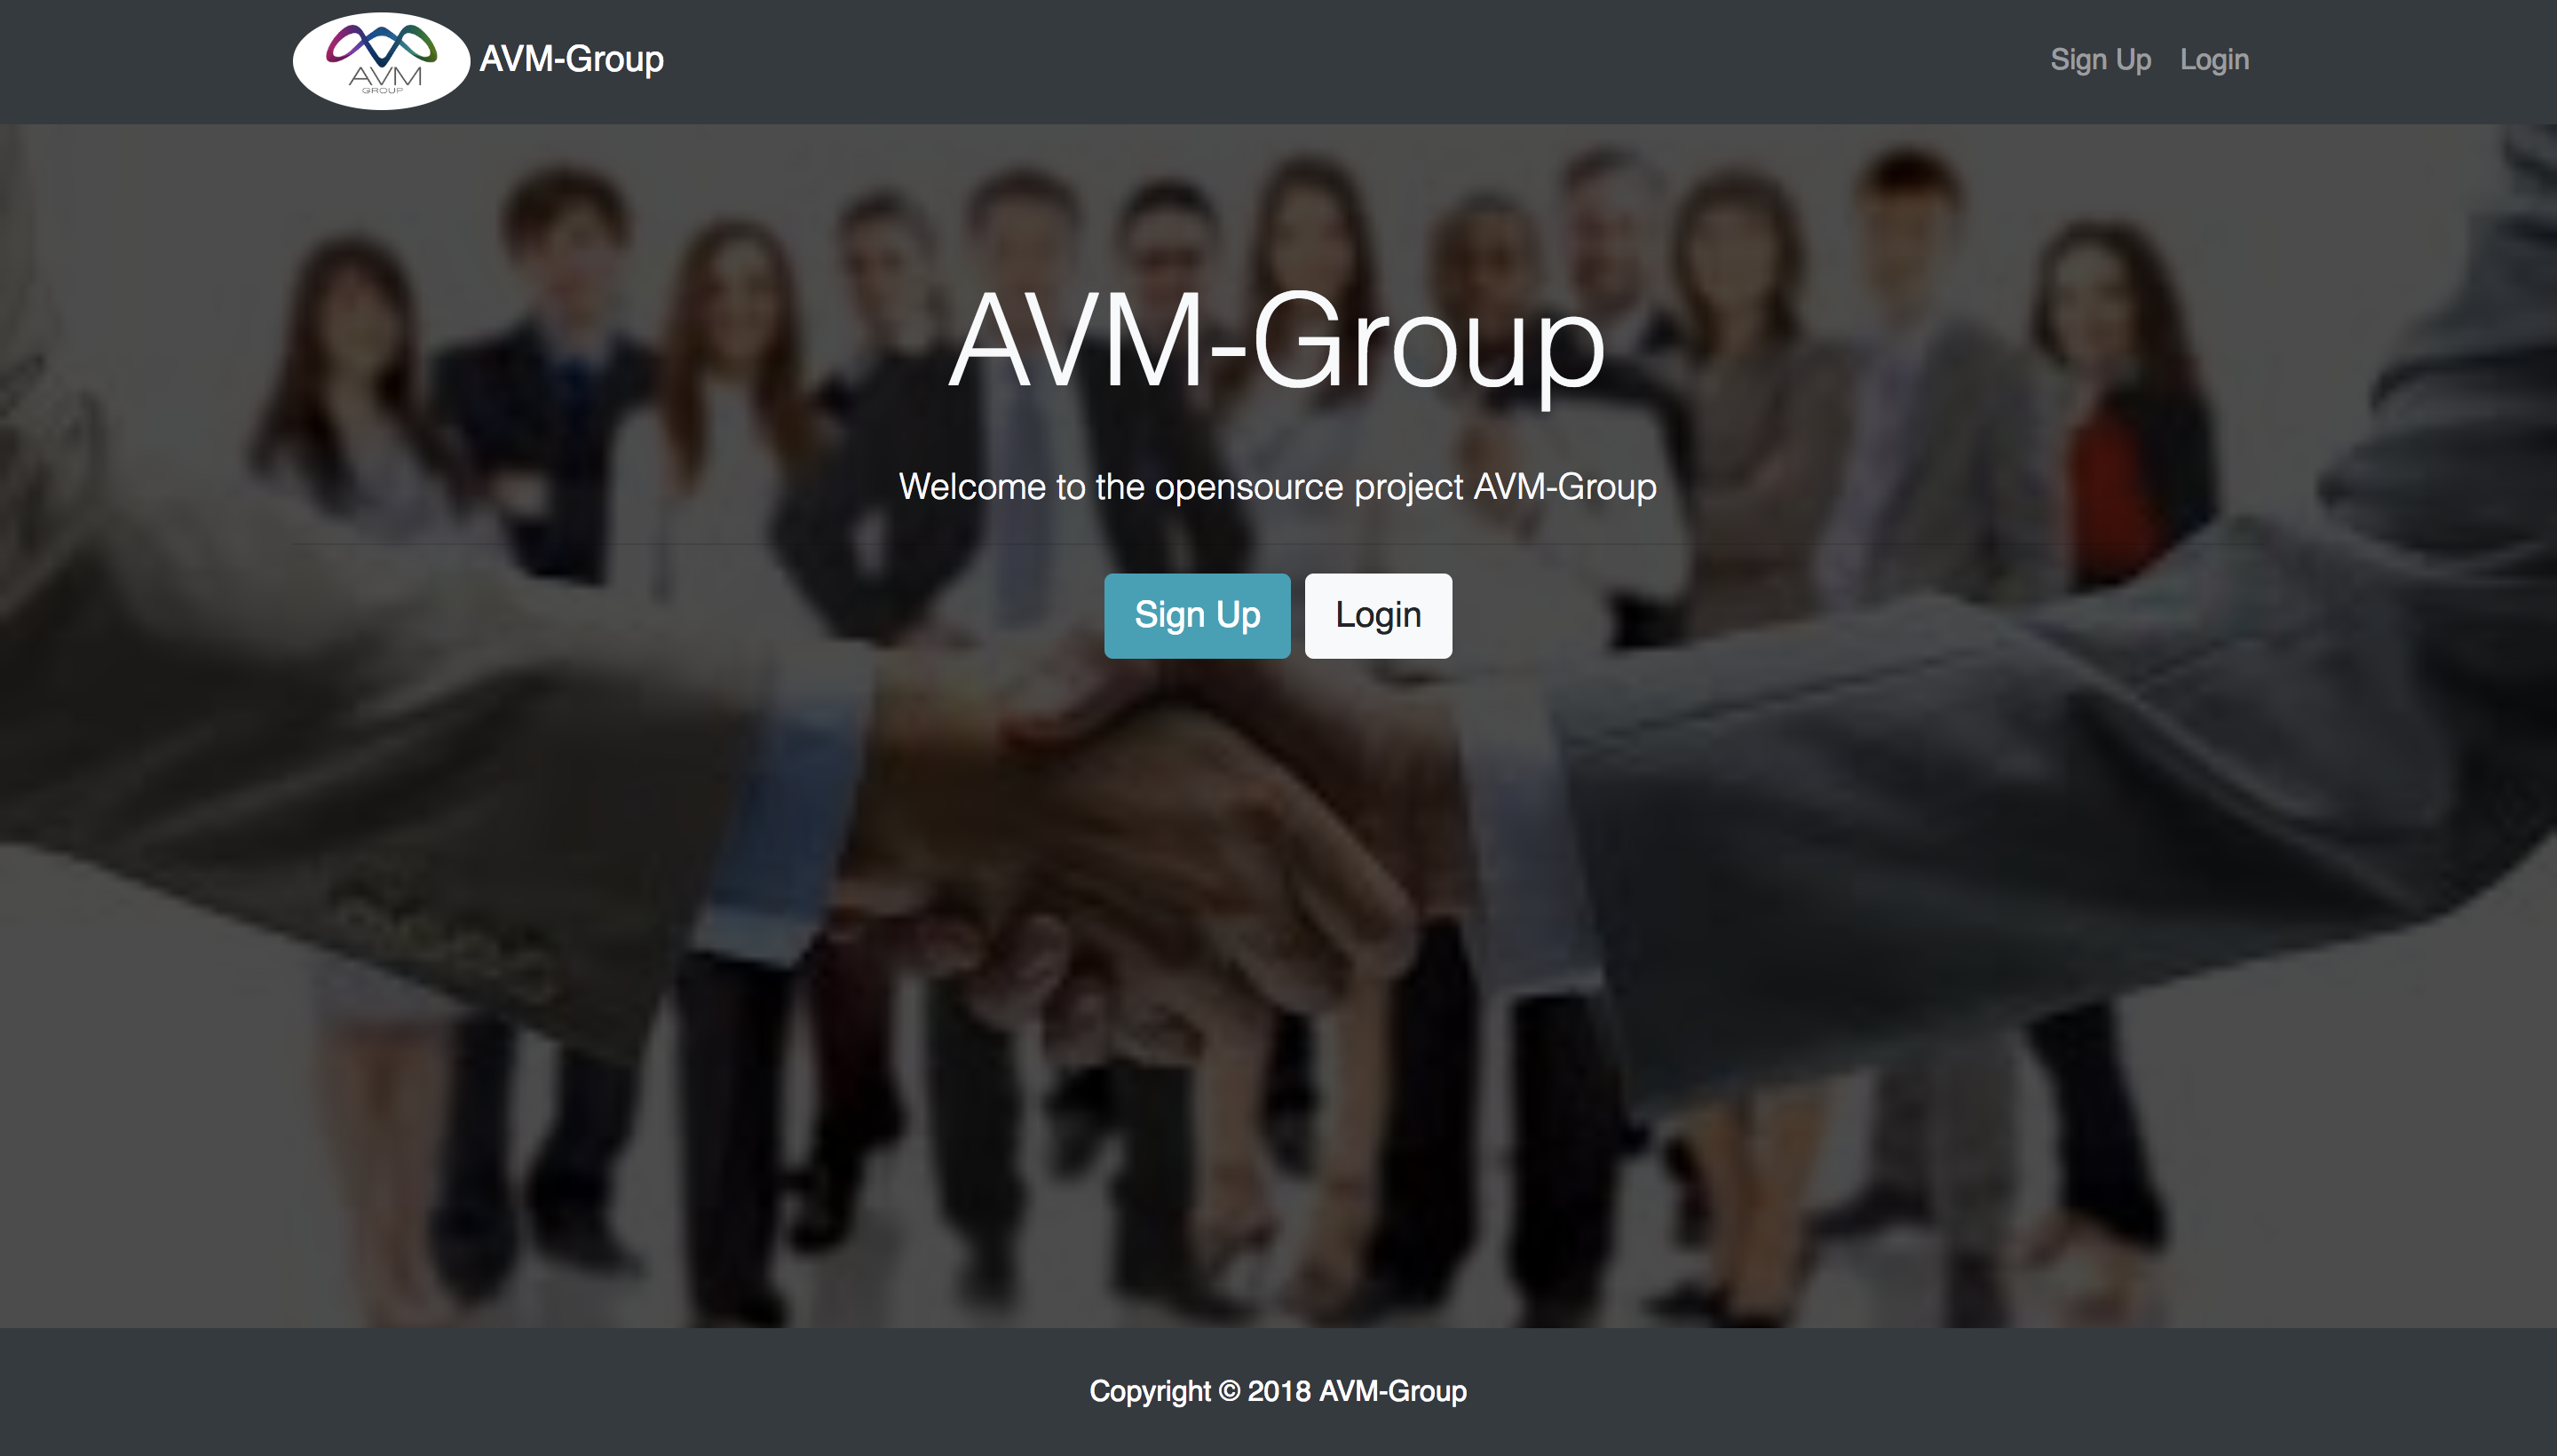 AVM
GROUP
AVM-Group
Sign Up
Login
AVM-Group
Welcome to the opensource project AVM-Group
Sign Up
Login
Copyright © 2018 AVM-Group